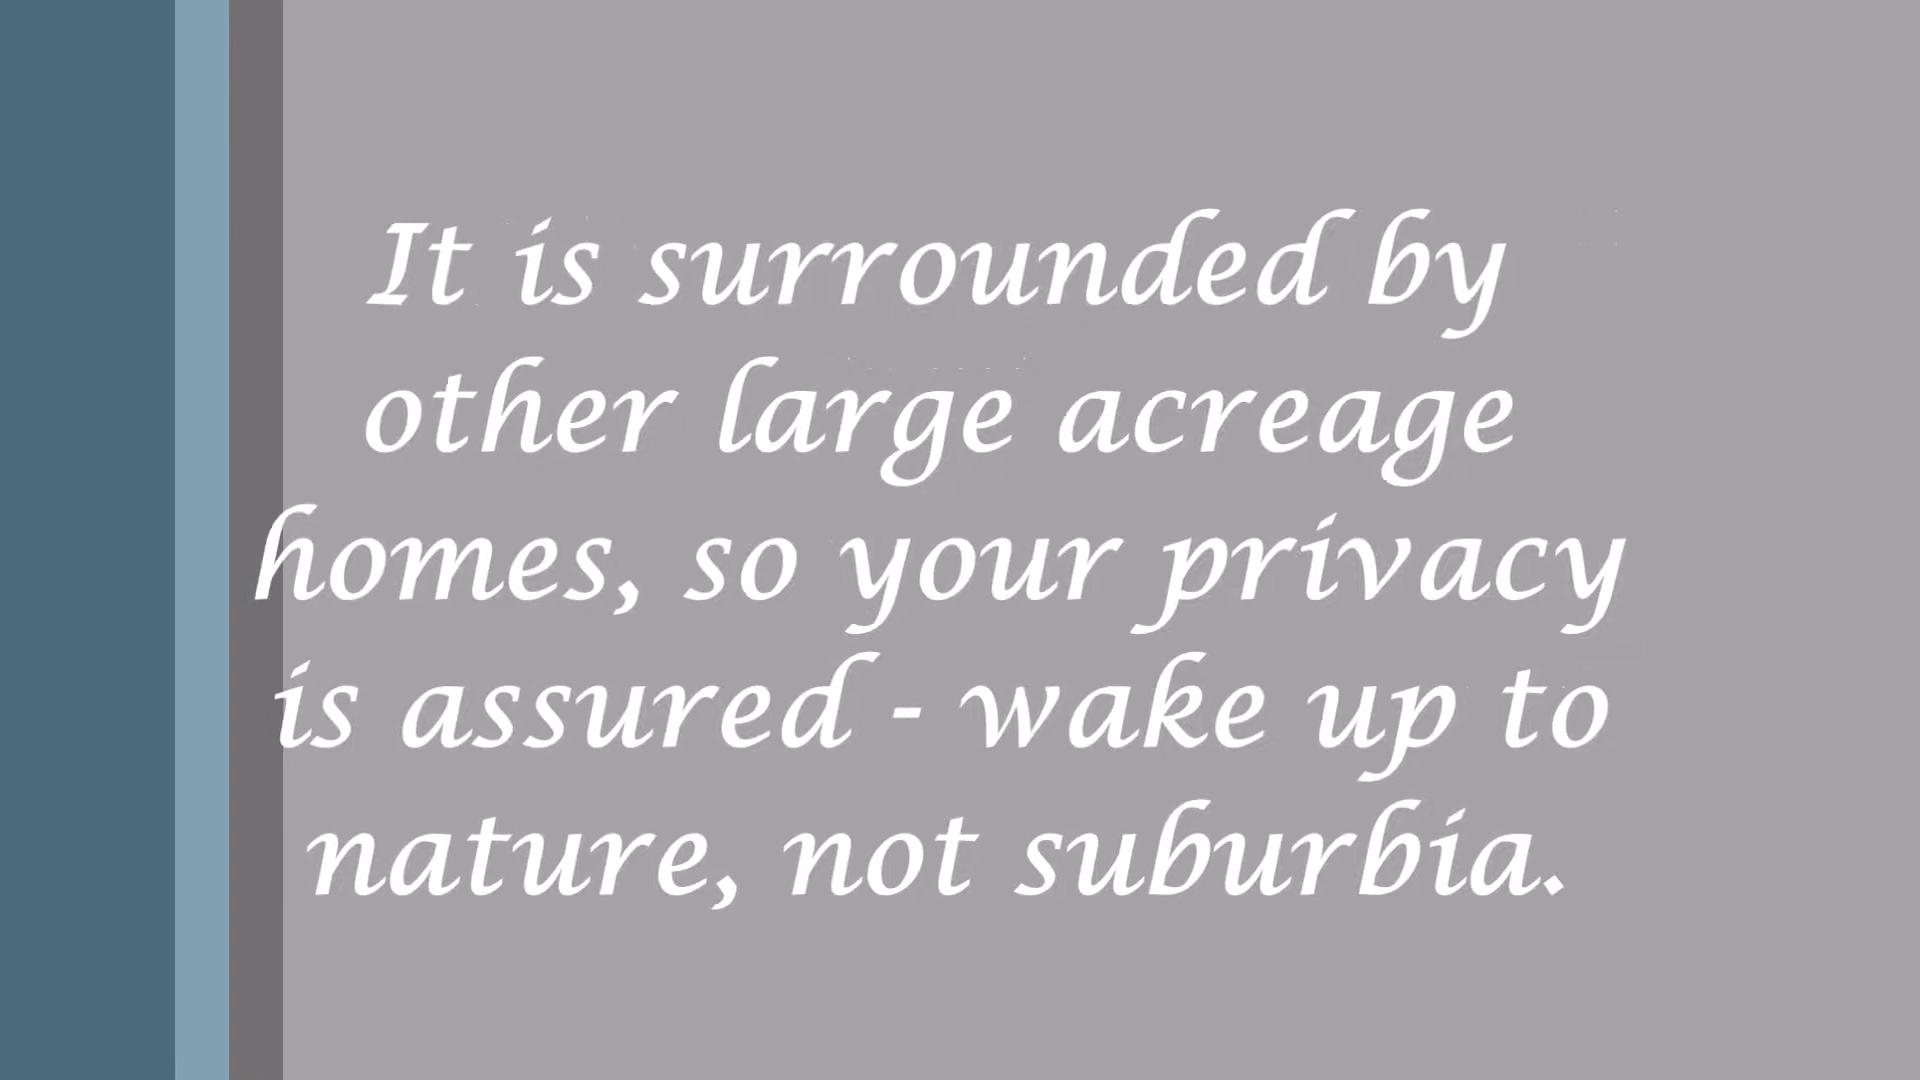 It is surrounded by
other large acreage
homes, so your privacy
is assured - wake up to
nature, not suburbia.